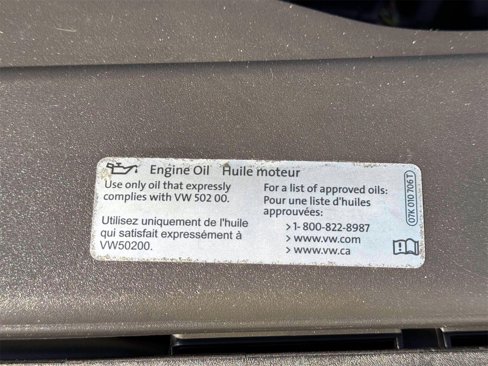 Engine Oil Huile moteur
Use only oil that expressly
complies with VW 502 00.
Utilisez uniquement de l'huile
qui satisfait expressément à
VW50200.
For a list of approved oils:
Pour une liste d'huiles
approuvées:
>1-800-822-8987
>www.vw.com
>www.vw.ca
07K 010 706 T